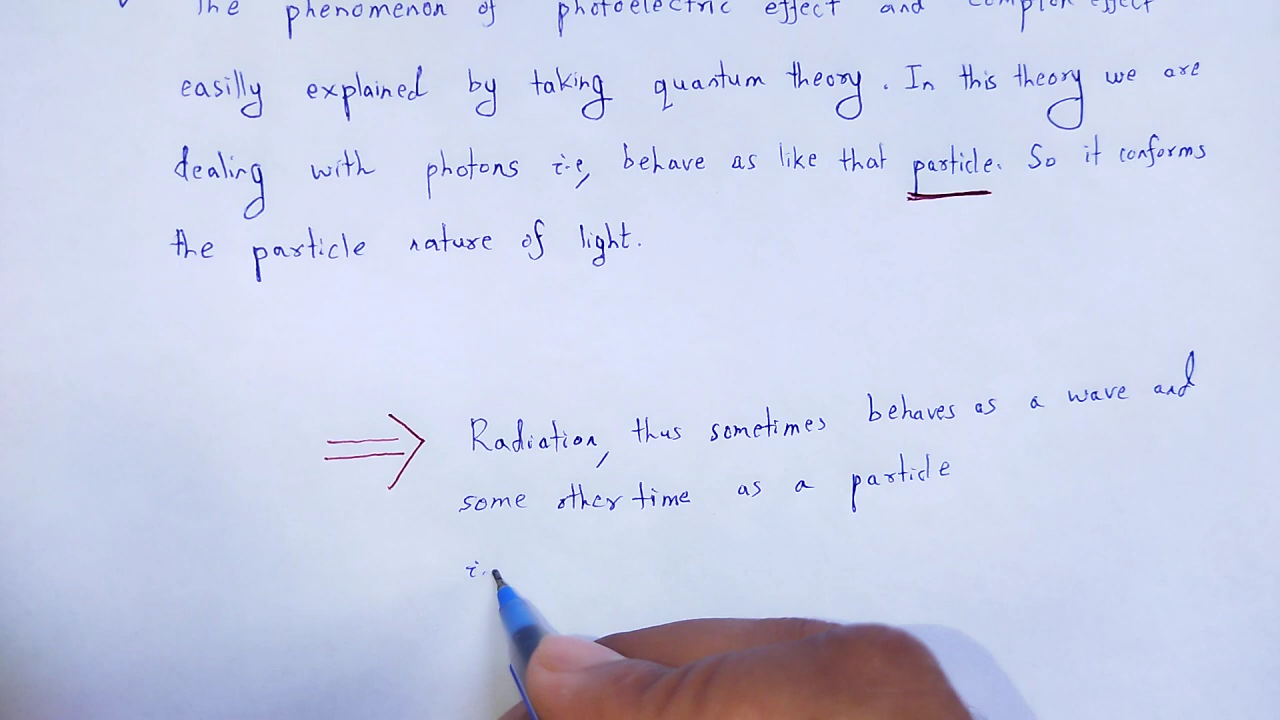 The phenomenon of photoelectric effect and compton effect
easilly explained by taking quantum theory. In this theory we are
dealing with photons i.e, behave as like that particle. So it conforms
the particle nature of light.
Radiation, thus sometimes behaves as a wave and
some other time as a particle
i.